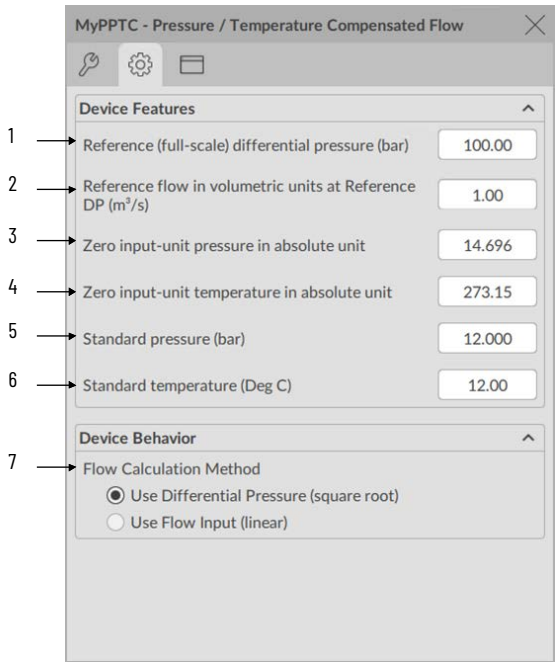 MyPPTC - Pressure / Temperature Compensated Flow
Device Features
1 Reference (full-scale) differential pressure (bar) 100.00
2 Reference flow in volumetric units at Reference
DP (m³/s) 1.00
3 Zero input-unit pressure in absolute unit 14.696
4 Zero input-unit temperature in absolute unit 273.15
5 Standard pressure (bar) 12.000
6 Standard temperature (Deg C) 12.00
Device Behavior
7 Flow Calculation Method
Use Differential Pressure (square root)
Use Flow Input (linear)